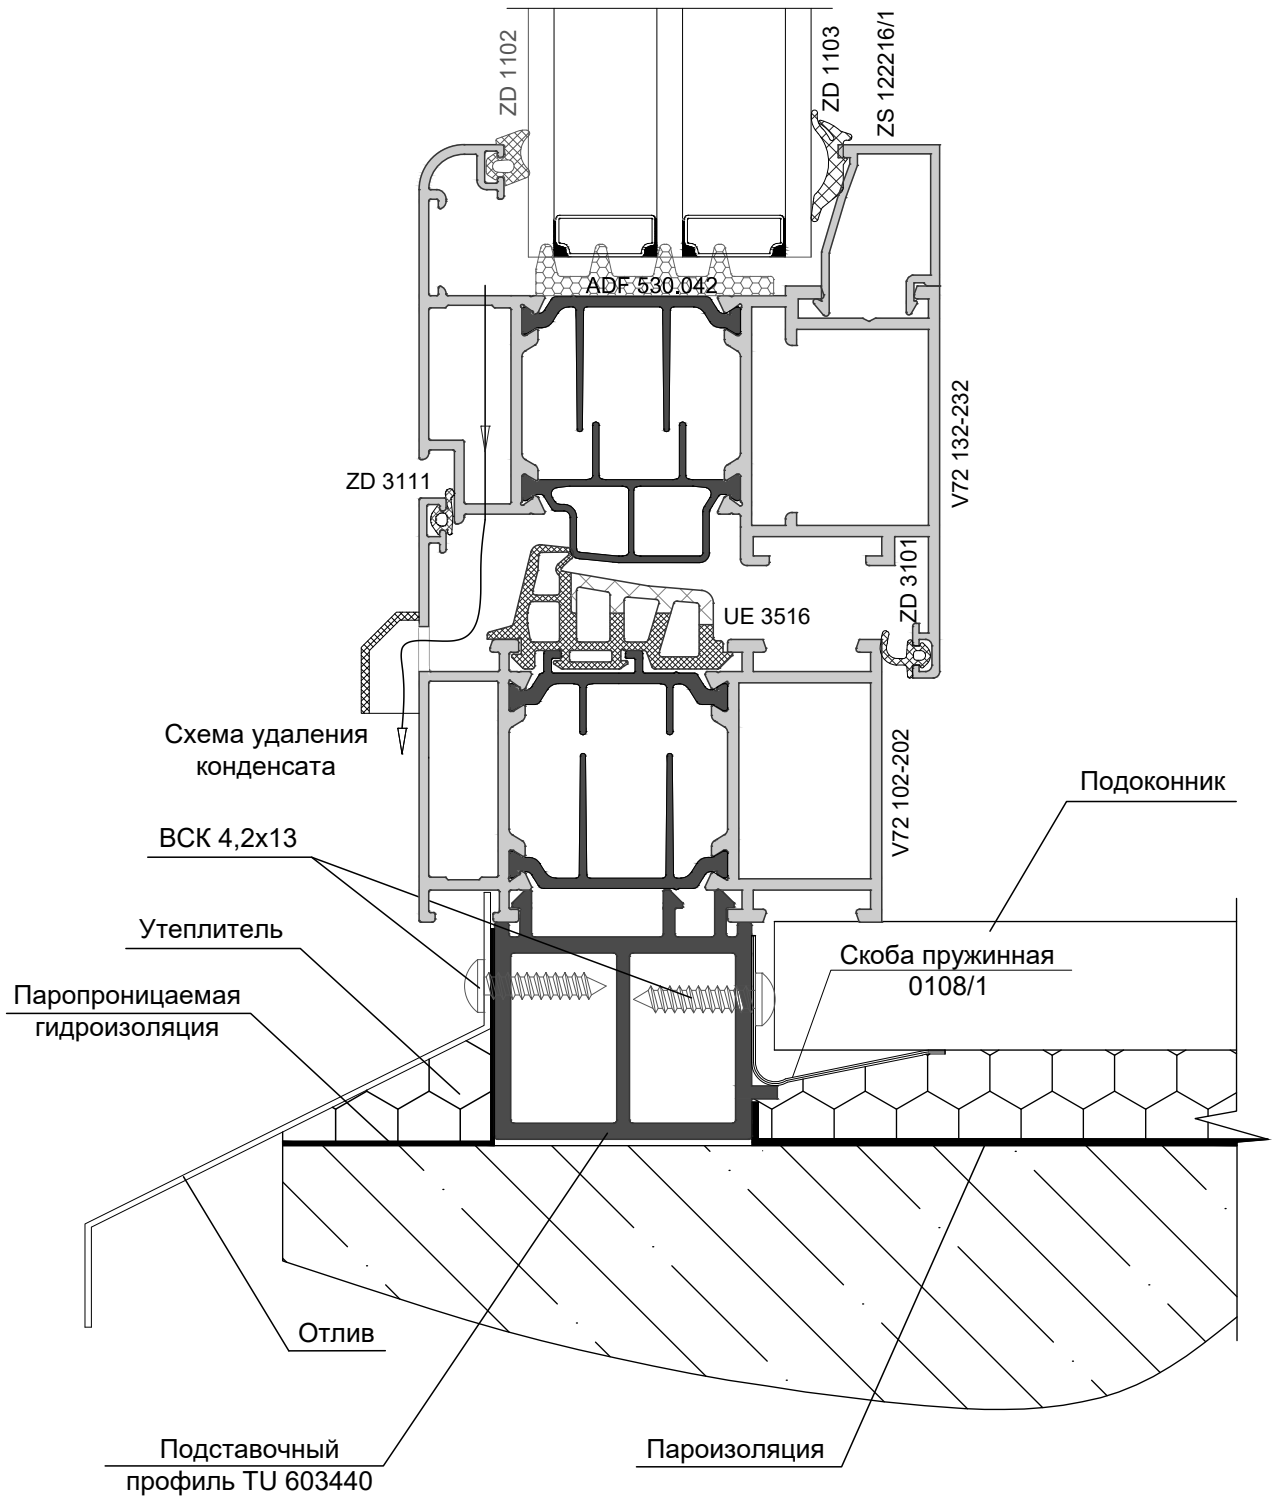 ZD 1102
ZD 1103
ZS 122216/1
ADF 530.042
V72 132-232
ZD 3111
ZD 3101
UE 3516
Схема удаления
конденсата
V72 102-202
Подоконник
ВСК 4,2x13
Утеплитель
Скоба пружинная
0108/1
Паропроницаемая
гидроизоляция
Отлив
Подставочный
профиль TU 603440
Пароизоляция